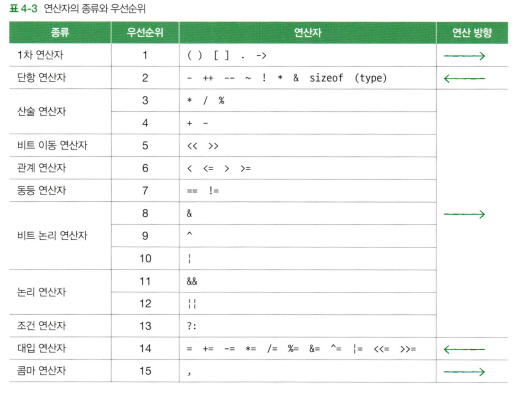 표 4-3 연산자의 종류와 우선순위
종류 우선순위 연산자 연산 방향
1차 연산자 1 ( ) [ ] . ->
단항 연산자 2 - ++ -- ~ ! * & sizeof (type)
산술 연산자 3 * / %
4 + -
비트 이동 연산자 5 << >>
관계 연산자 6 < <= > >=
동등 연산자 7 == !=
비트 논리 연산자 8 &
9 ^
10 ¦
논리 연산자 11 &&
12 ¦¦
조건 연산자 13 ?:
대입 연산자 14 = += -= *= /= %= &= ^= ¦= <<= >>=
콤마 연산자 15 ,